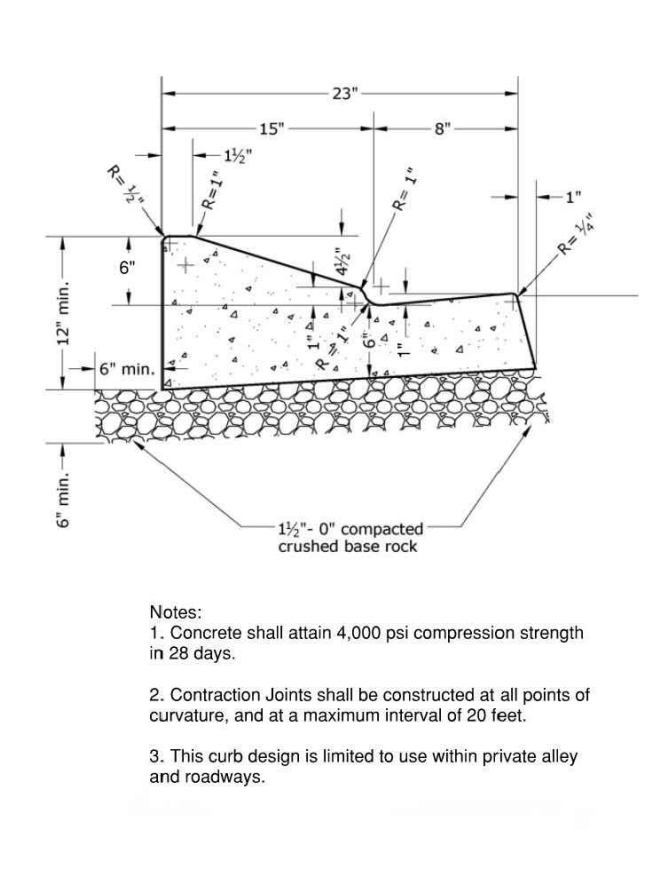 23"
15"
8"
1½"
R= ½"
R=1"
R= 1"
1"
R= ¼"
6"
4½"
12" min.
6" min.
1"
R = 1"
6"
1"
6" min.
1½"- 0" compacted
crushed base rock
Notes:
1. Concrete shall attain 4,000 psi compression strength
in 28 days.
2. Contraction Joints shall be constructed at all points of
curvature, and at a maximum interval of 20 feet.
3. This curb design is limited to use within private alley
and roadways.